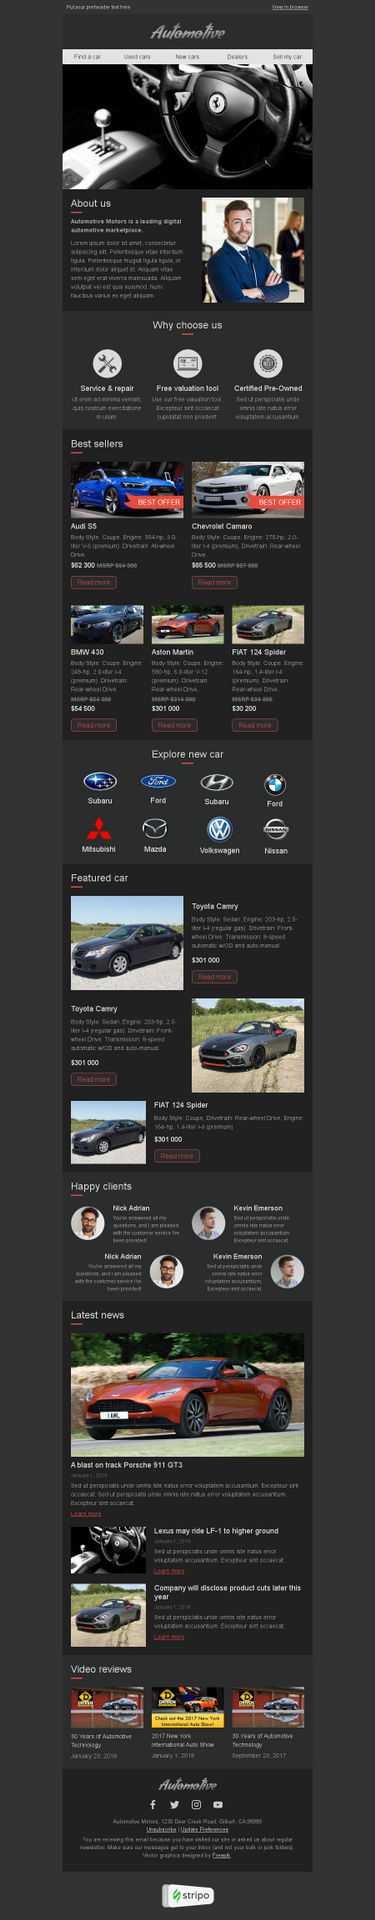 Put your preheader text here
View in browser
Automotive
Find a car
Used cars
New cars
Dealers
Sell my car
About us
Automotive Motors is a leading digital
automotive marketplace.
Lorem ipsum dolor sit amet, consectetur
adipiscing elit. Pellentesque vitae interdum
ligula. Pellentesque feugiat ligula ligula, in
interdum dolor aliquet et. Aliquam vitae
sem eget erat viverra malesuada. Aliquam
volutpat vel est quis euismod. Nunc
faucibus varius ex eget aliquam.
Why choose us
Service & repair
Ut enim ad minima veniam,
quis nostrum exercitatione
m ullam
Free valuation tool
Use our free valuation tool.
Excepteur sint occaecat
cupidatat non proident.
Certified Pre-Owned
Sed ut perspiciatis unde
omnis iste natus error
voluptatem accusantium
Best sellers
BEST OFFER
BEST OFFER
Audi S5
Body Style: Coupe. Engine: 354-hp, 3.0-
liter V-6 (premium). Drivetrain: All-wheel
Drive.
$62 300 MSRP $64 300
Read more
Chevrolet Camaro
Body Style: Coupe. Engine: 275-hp, 2.0-
liter I-4 (premium). Drivetrain: Rear-wheel
Drive.
$65 500 MSRP $67 800
Read more
BMW 430
Body Style: Coupe. Engine:
248-hp, 2.0-liter I-4
(premium). Drivetrain:
Rear-wheel Drive.
$54 500
Read more
Aston Martin
Body Style: Coupe. Engine:
580-hp, 6.0-liter V-12
(premium). Drivetrain:
Rear-wheel Drive.
MSRP $314 300
$301 000
Read more
FIAT 124 Spider
Body Style: Coupe. Engine:
164-hp, 1.4-liter I-4
(premium). Drivetrain:
Rear-wheel Drive.
MSRP $34 300
$30 200
Read more
Explore new car
Subaru
Ford
Subaru
Ford
Mitsubishi
Mazda
Volkswagen
Nissan
Featured car
Toyota Camry
Body Style: Sedan. Engine: 203-hp, 2.5-
liter I-4 (regular gas). Drivetrain: Front-
wheel Drive. Transmission: 8-speed
automatic w/OD and auto-manual.
$301 000
Read more
Toyota Camry
Body Style: Sedan. Engine: 203-hp, 2.5-
liter I-4 (regular gas). Drivetrain: Front-
wheel Drive. Transmission: 8-speed
automatic w/OD and auto-manual.
$301 000
Read more
FIAT 124 Spider
Body Style: Coupe, Drivetrain: Rear-wheel Drive, Engine:
164-hp, 1.4-liter I-4 (premium)
$301 000
Read more
Happy clients
Nick Adrian
You've answered all my
questions, and I am pleased
with the customer service I've
been provided!
Kevin Emerson
Sed ut perspiciatis unde
omnis iste natus error
voluptatem accusantium.
Excepteur sint occaecat.
Nick Adrian
You've answered all my
questions, and I am pleased
with the customer service I've
been provided!
Kevin Emerson
Sed ut perspiciatis unde
omnis iste natus error
voluptatem accusantium.
Excepteur sint occaecat.
Latest news
A blast on track Porsche 911 GT3
January 1, 2018
Sed ut perspiciatis unde omnis iste natus error voluptatem accusantium. Excepteur sint
occaecat. Sed ut perspiciatis unde omnis iste natus error voluptatem accusantium.
Excepteur sint occaecat.
Learn more
Lexus may ride LF-1 to higher ground
January 1, 2018
Sed ut perspiciatis unde omnis iste natus error
voluptatem accusantium. Excepteur sint occaecat.
Learn more
Company will disclose product cuts later this
year
January 1, 2018
Sed ut perspiciatis unde omnis iste natus error
voluptatem accusantium. Excepteur sint occaecat.
Learn more
Video reviews
Check out the 2017 New York
International Auto Show!
30 Years of Automotive
Technology
January 23, 2018
2017 New York
International Auto Show
January 1, 2018
30 Years of Automotive
Technology
September 23, 2017
Automotive
Automotive Motors, 1230 Deer Creek Road, Gilbert, CA 99999
Unsubscribe | Update Preferences
You are receiving this email because you have visited our site or asked us about regular
newsletter. Make sure our messages get to your Inbox (and not your bulk or junk folders).
Vector graphics designed by Freepik.
stripo